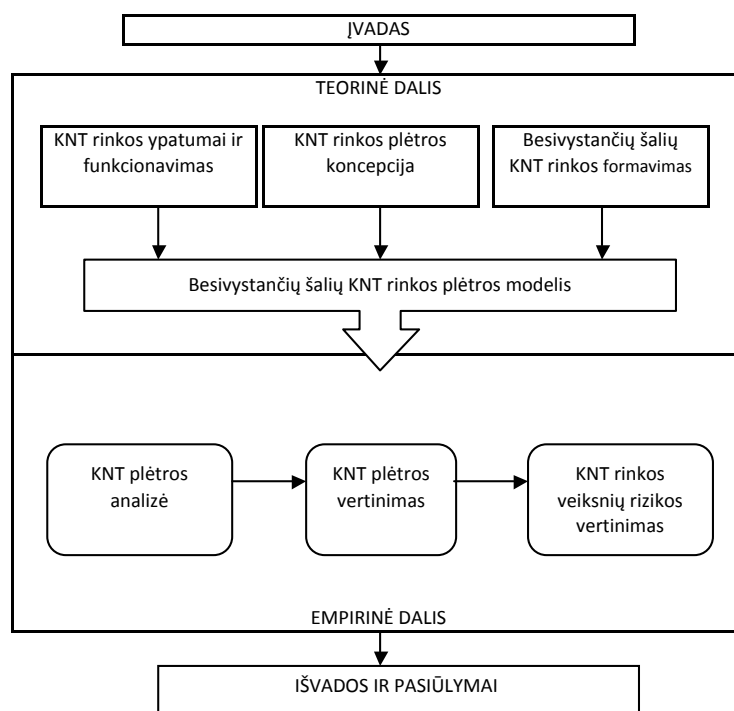 ĮVADAS
TEORINĖ DALIS
KNT rinkos ypatumai ir
funkcionavimas
KNT rinkos plėtros
koncepcija
Besivystančių šalių
KNT rinkos formavimas
Besivystančių šalių KNT rinkos plėtros modelis
KNT plėtros
analizė
KNT plėtros
vertinimas
KNT rinkos
veiksnių rizikos
vertinimas
EMPIRINĖ DALIS
IŠVADOS IR PASIŪLYMAI